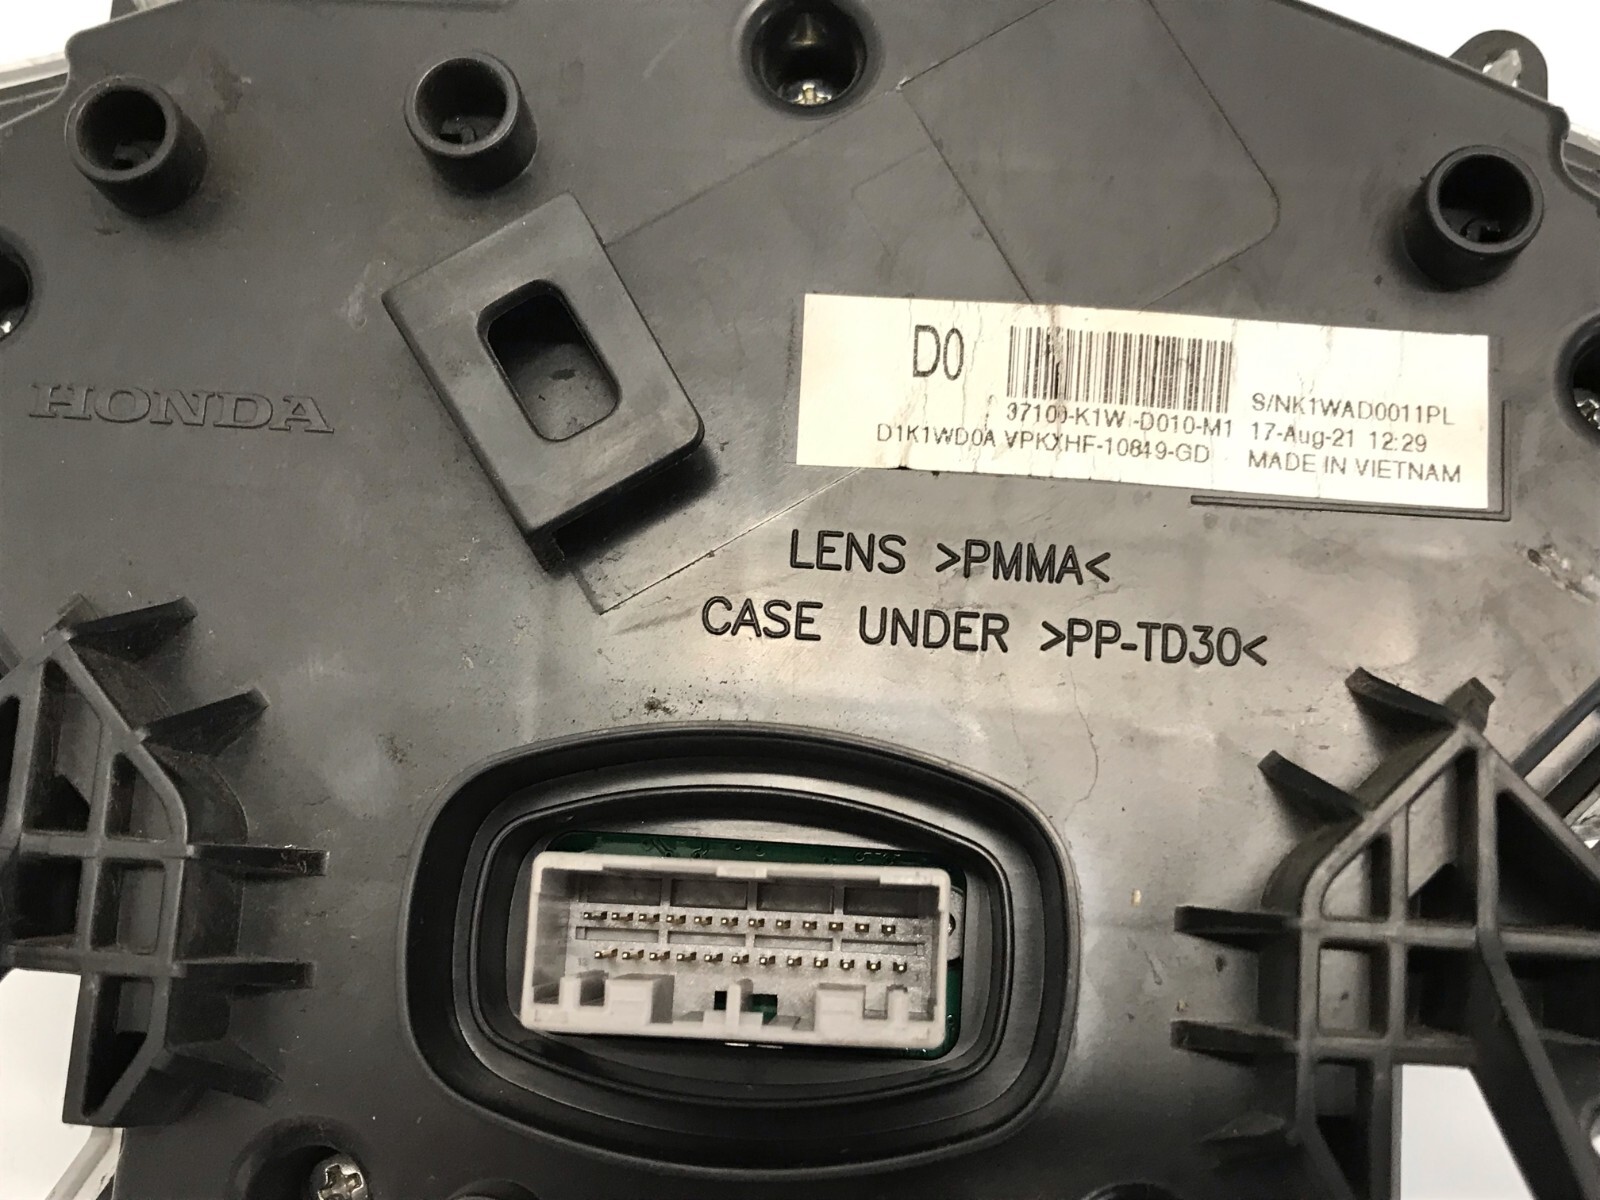 HONDA
D0
37100-K1W-D010-M1
D1K1WD0A VPKXHF-10849-GD
S/NK1WAD0011PL
17-Aug-21 12:29
MADE IN VIETNAM
LENS >PMMA<
CASE UNDER >PP-TD30<